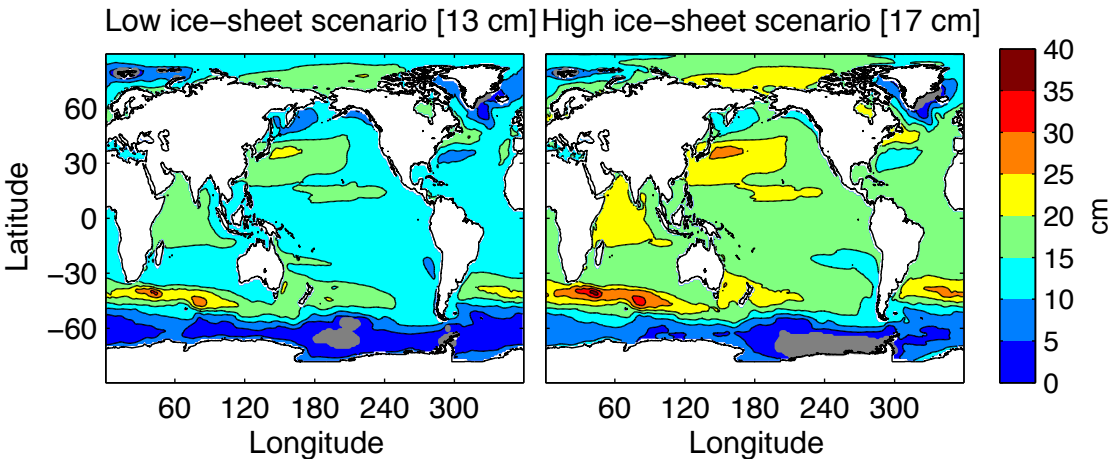 Low ice−sheet scenario [13 cm]
High ice−sheet scenario [17 cm]
60
30
0
−30
−60
Latitude
60 120 180 240 300
Longitude
60 120 180 240 300
Longitude
40
35
30
25
20
15
10
5
0
cm